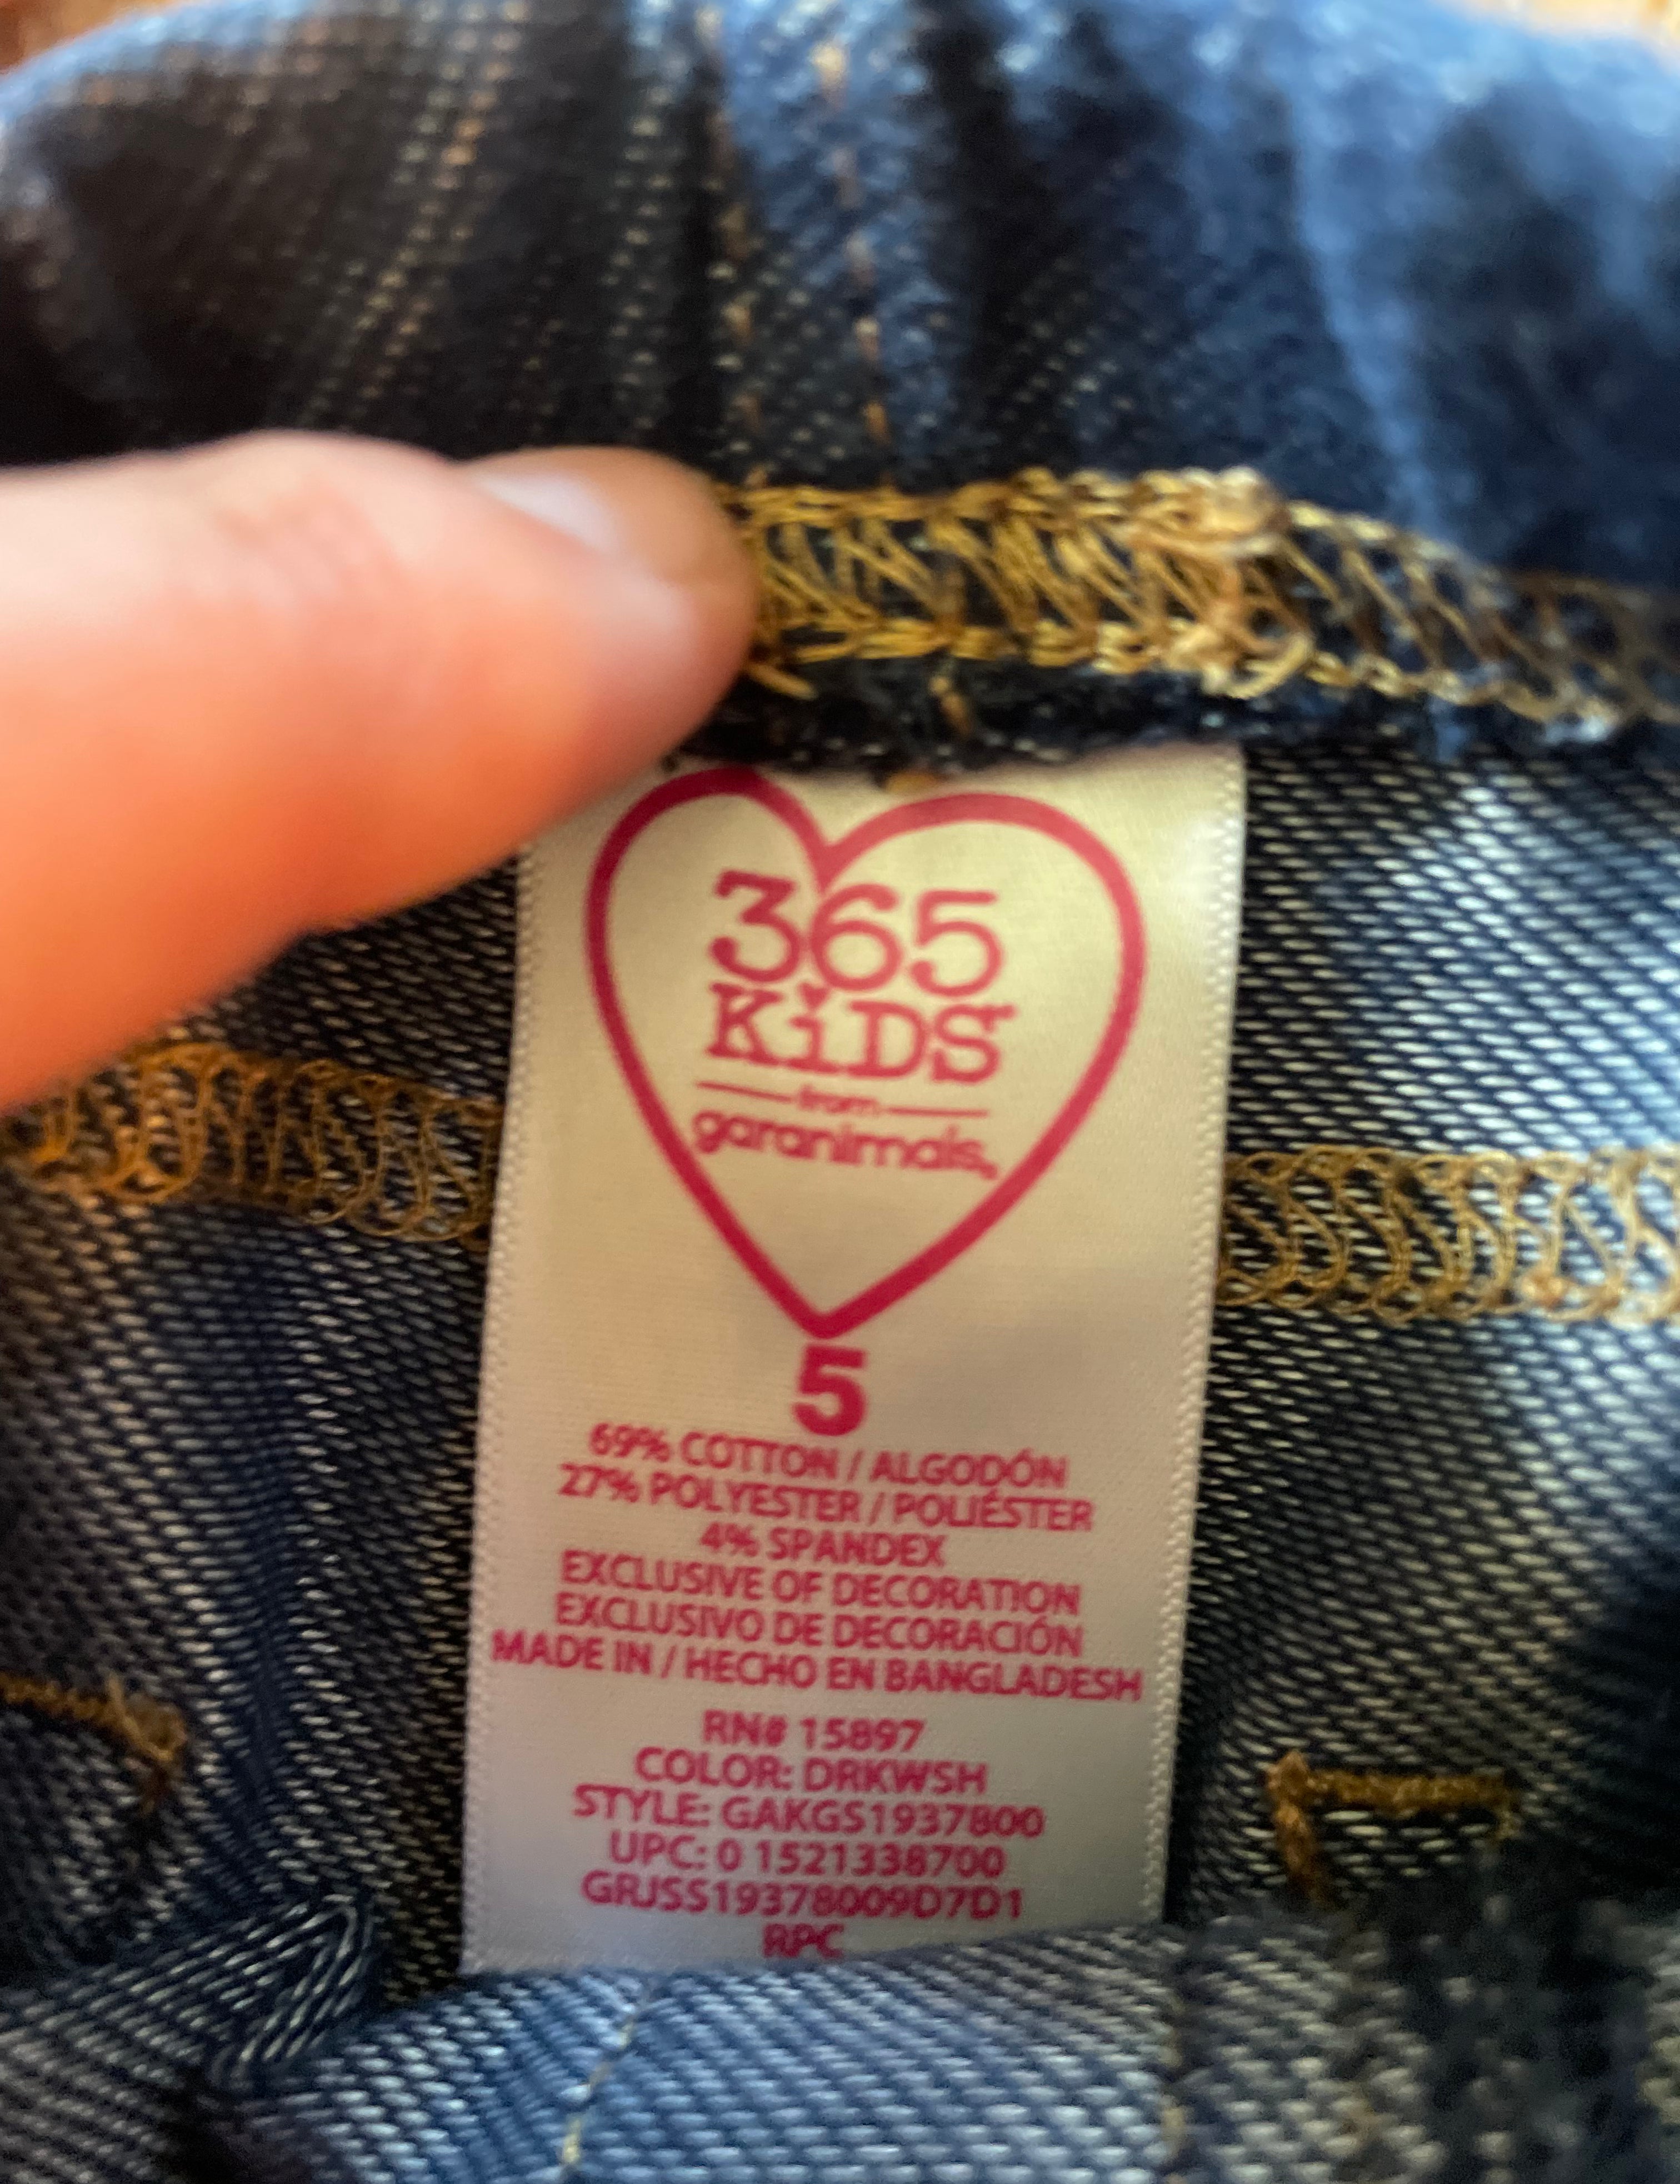 365
KiDS
from
garanimals
5
69% COTTON / ALGODÓN
27% POLYESTER / POLIÉSTER
4% SPANDEX
EXCLUSIVE OF DECORATION
EXCLUSIVO DE DECORACIÓN
MADE IN / HECHO EN BANGLADESH
RN# 15897
COLOR: DRKWSH
STYLE: GAKGS1937800
UPC: 0 1521338700
GRJSS19378009D7D1
RPC